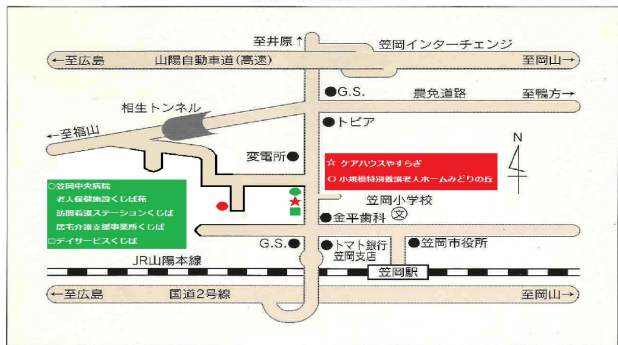 至井原↑
笠岡インターチェンジ
←至広島
山陽自動車道(高速)
至岡山→
G.S.
農免道路
至鴨方→
相生トンネル
トピア
←至福山
変電所
N
☆ ケアハウスやすらぎ
○ 小規模特別養護老人ホームみどりの丘
○笠岡中央病院
老人保健施設くじば苑
訪問看護ステーションくじば
居宅介護支援事業所くじば
□デイサービスくじば
笠岡小学校
文
金平歯科
G.S.
トマト銀行
笠岡支店
笠岡市役所
JR山陽本線
笠岡駅
←至広島
国道2号線
至岡山→